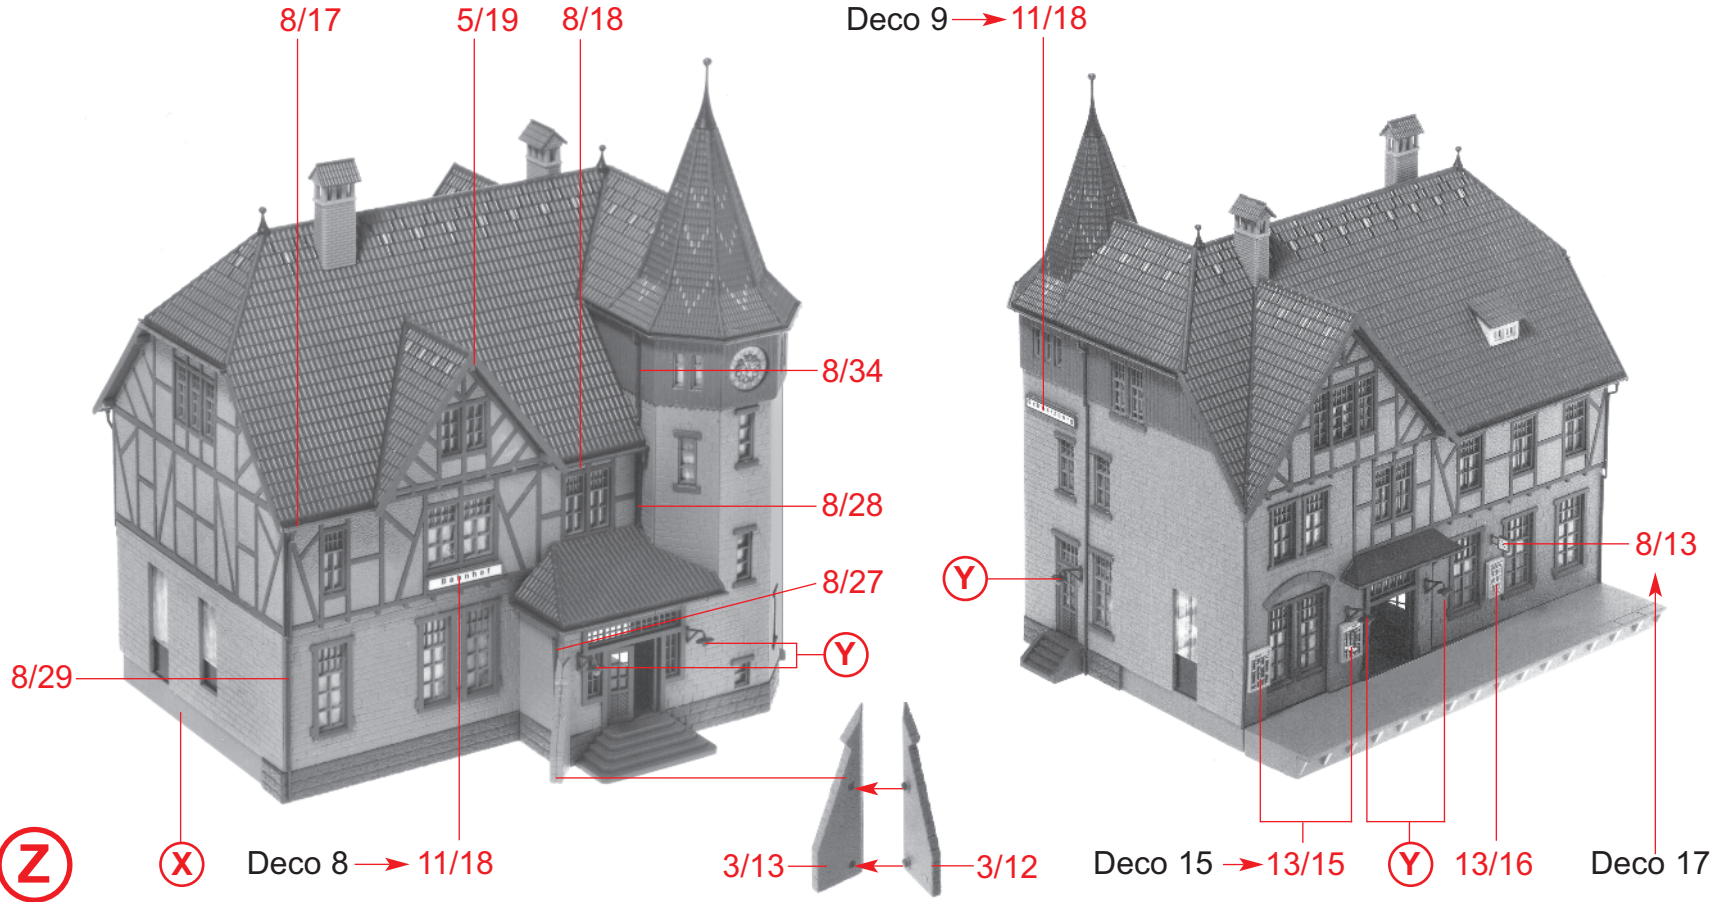 8/17
5/19
8/18
Deco 9 11/18
8/34
8/28
8/27
Y
8/29
Bahnhof
Y
8/13
Z
X
Deco 8 11/18
3/13
3/12
Deco 15 13/15
Y
13/16
Deco 17